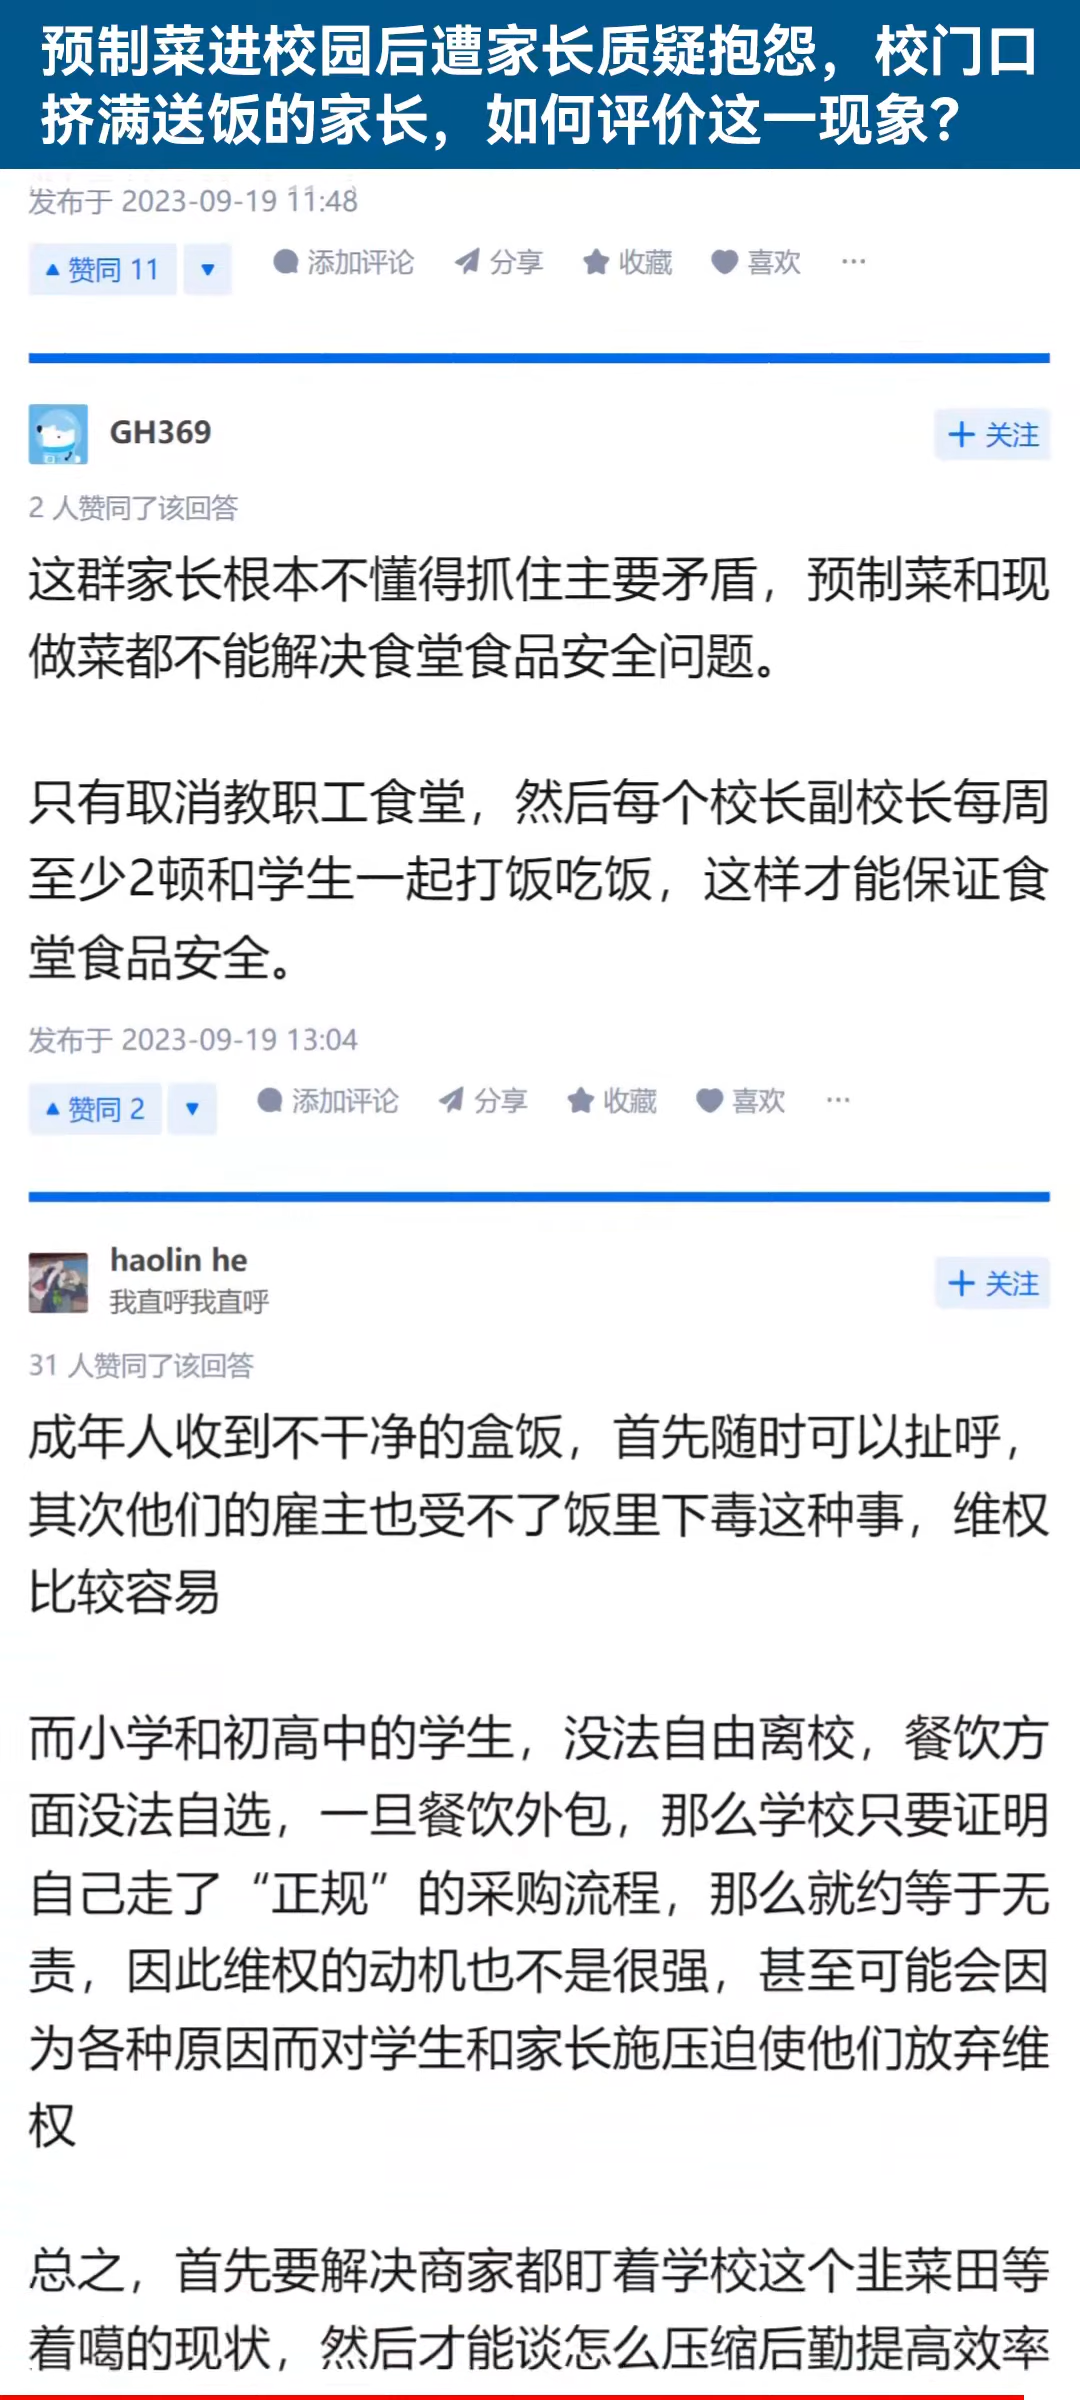 预制菜进校园后遭家长质疑抱怨，校门口
挤满送饭的家长，如何评价这一现象？
发布于 2023-09-19 11:48
赞同 11
添加评论
分享
收藏
喜欢
···
GH369
关注
2 人赞同了该回答
这群家长根本不懂得抓住主要矛盾，预制菜和现
做菜都不能解决食堂食品安全问题。
只有取消教职工食堂，然后每个校长副校长每周
至少2顿和学生一起打饭吃饭，这样才能保证食
堂食品安全。
发布于 2023-09-19 13:04
赞同 2
添加评论
分享
收藏
喜欢
···
haolin he
关注
我直呼我直呼
31 人赞同了该回答
成年人收到不干净的盒饭，首先随时可以扯呼，
其次他们的雇主也受不了饭里下毒这种事，维权
比较容易
而小学和初高中的学生，没法自由离校，餐饮方
面没法自选，一旦餐饮外包，那么学校只要证明
自己走了“正规”的采购流程，那么就约等于无
责，因此维权的动机也不是很强，甚至可能会因
为各种原因而对学生和家长施压迫使他们放弃维
权
总之，首先要解决商家都盯着学校这个韭菜田等
着噶的现状，然后才能谈怎么压缩后勤提高效率